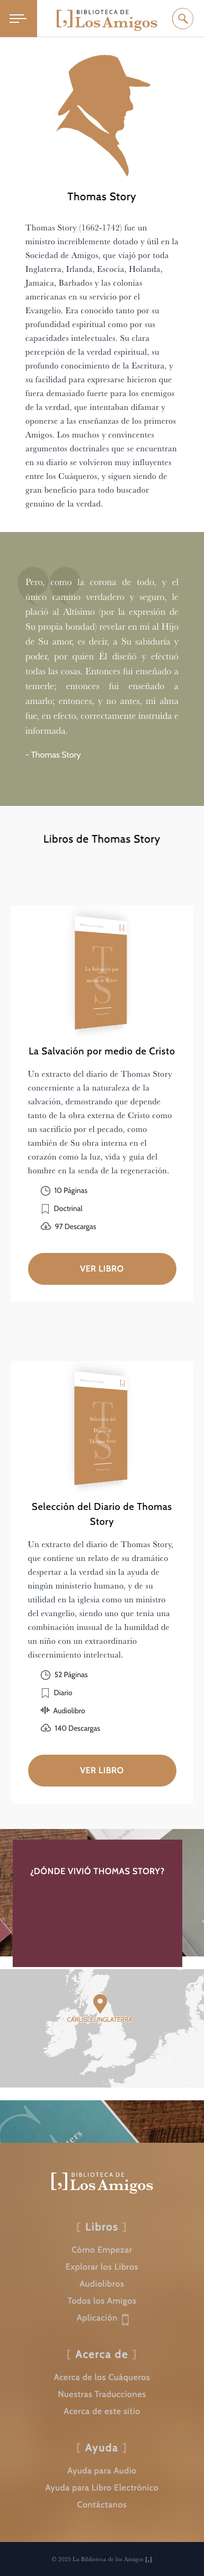 BIBLIOTECA DE
Los Amigos
Thomas Story
Thomas Story (1662-1742) fue un
ministro increíblemente dotado y útil en la
Sociedad de Amigos, que viajó por toda
Inglaterra, Irlanda, Escocia, Holanda,
Jamaica, Barbados y las colonias
americanas en su servicio por el
Evangelio. Era conocido tanto por su
profundidad espiritual como por sus
capacidades intelectuales. Su clara
percepción de la verdad espiritual, su
profundo conocimiento de la Escritura, y
su facilidad para expresarse hicieron que
fuera demasiado fuerte para los enemigos
de la verdad, que intentaban difamar y
oponerse a las enseñanzas de los primeros
Amigos. Los muchos y convincentes
argumentos doctrinales que se encuentran
en su diario se volvieron muy influyentes
entre los Cuáqueros, y siguen siendo de
gran beneficio para todo buscador
genuino de la verdad.
Pero, como la corona de todo, y el
único camino verdadero y seguro, le
plació al Altísimo (por la expresión de
Su propia bondad) revelar en mí al Hijo
de Su amor, es decir, a Su sabiduría y
poder, por quien Él diseñó y efectuó
todas las cosas. Entonces fui enseñado a
temerle; entonces fui enseñado a
amarlo; entonces, y no antes, mi alma
fue, en efecto, correctamente instruida e
informada.
- Thomas Story
Libros de Thomas Story
La Salvación por
medio de Cristo
La Salvación por medio de Cristo
Un extracto del diario de Thomas Story
concerniente a la naturaleza de la
salvación, demostrando que depende
tanto de la obra externa de Cristo como
un sacrificio por el pecado, como
también de Su obra interna en el
corazón como la luz, vida y guía del
hombre en la senda de la regeneración.
10 Páginas
Doctrinal
97 Descargas
VER LIBRO
Selección del
Diario de
Thomas Story
Selección del Diario de Thomas
Story
Un extracto del diario de Thomas Story,
que contiene un relato de su dramático
despertar a la verdad sin la ayuda de
ningún ministerio humano, y de su
utilidad en la iglesia como un ministro
del evangelio, siendo uno que tenía una
combinación inusual de la humildad de
un niño con un extraordinario
discernimiento intelectual.
52 Páginas
Diario
Audiolibro
140 Descargas
VER LIBRO
¿DÓNDE VIVIÓ THOMAS STORY?
CARLISLE, INGLATERRA
BIBLIOTECA DE
Los Amigos
[ Libros ]
Cómo Empezar
Explorar los Libros
Audiolibros
Todos los Amigos
Aplicación
[ Acerca de ]
Acerca de los Cuáqueros
Nuestras Traducciones
Acerca de este sitio
[ Ayuda ]
Ayuda para Audio
Ayuda para Libro Electrónico
Contáctanos
© 2023 La Biblioteca de los Amigos [.]